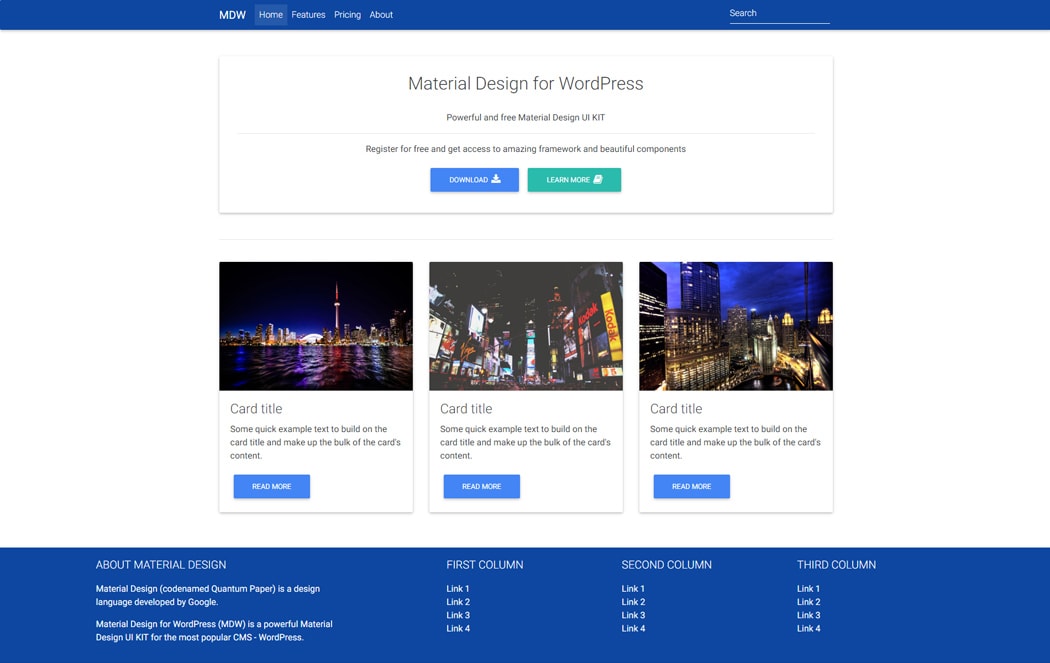 MDW Home Features Pricing About Search
Material Design for WordPress
Powerful and free Material Design UI KIT
Register for free and get access to amazing framework and beautiful components
DOWNLOAD LEARN MORE
Kodak
Kodak
Card title
Some quick example text to build on the
card title and make up the bulk of the card's
content.
READ MORE
Card title
Some quick example text to build on the
card title and make up the bulk of the card's
content.
READ MORE
Card title
Some quick example text to build on the
card title and make up the bulk of the card's
content.
READ MORE
ABOUT MATERIAL DESIGN
Material Design (codenamed Quantum Paper) is a design
language developed by Google.
Material Design for WordPress (MDW) is a powerful Material
Design UI KIT for the most popular CMS - WordPress.
FIRST COLUMN
Link 1
Link 2
Link 3
Link 4
SECOND COLUMN
Link 1
Link 2
Link 3
Link 4
THIRD COLUMN
Link 1
Link 2
Link 3
Link 4